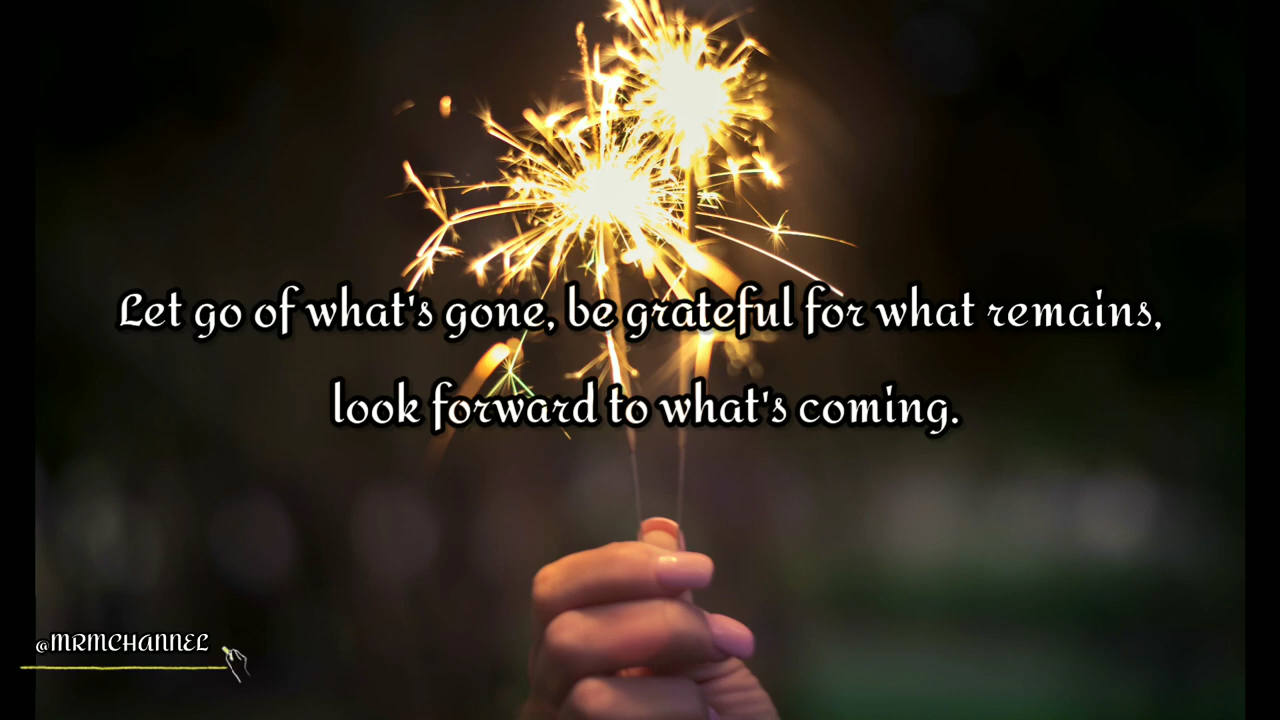 Let go of what's gone, be grateful for what remains,
look forward to what's coming.
@MRMCHANNEL